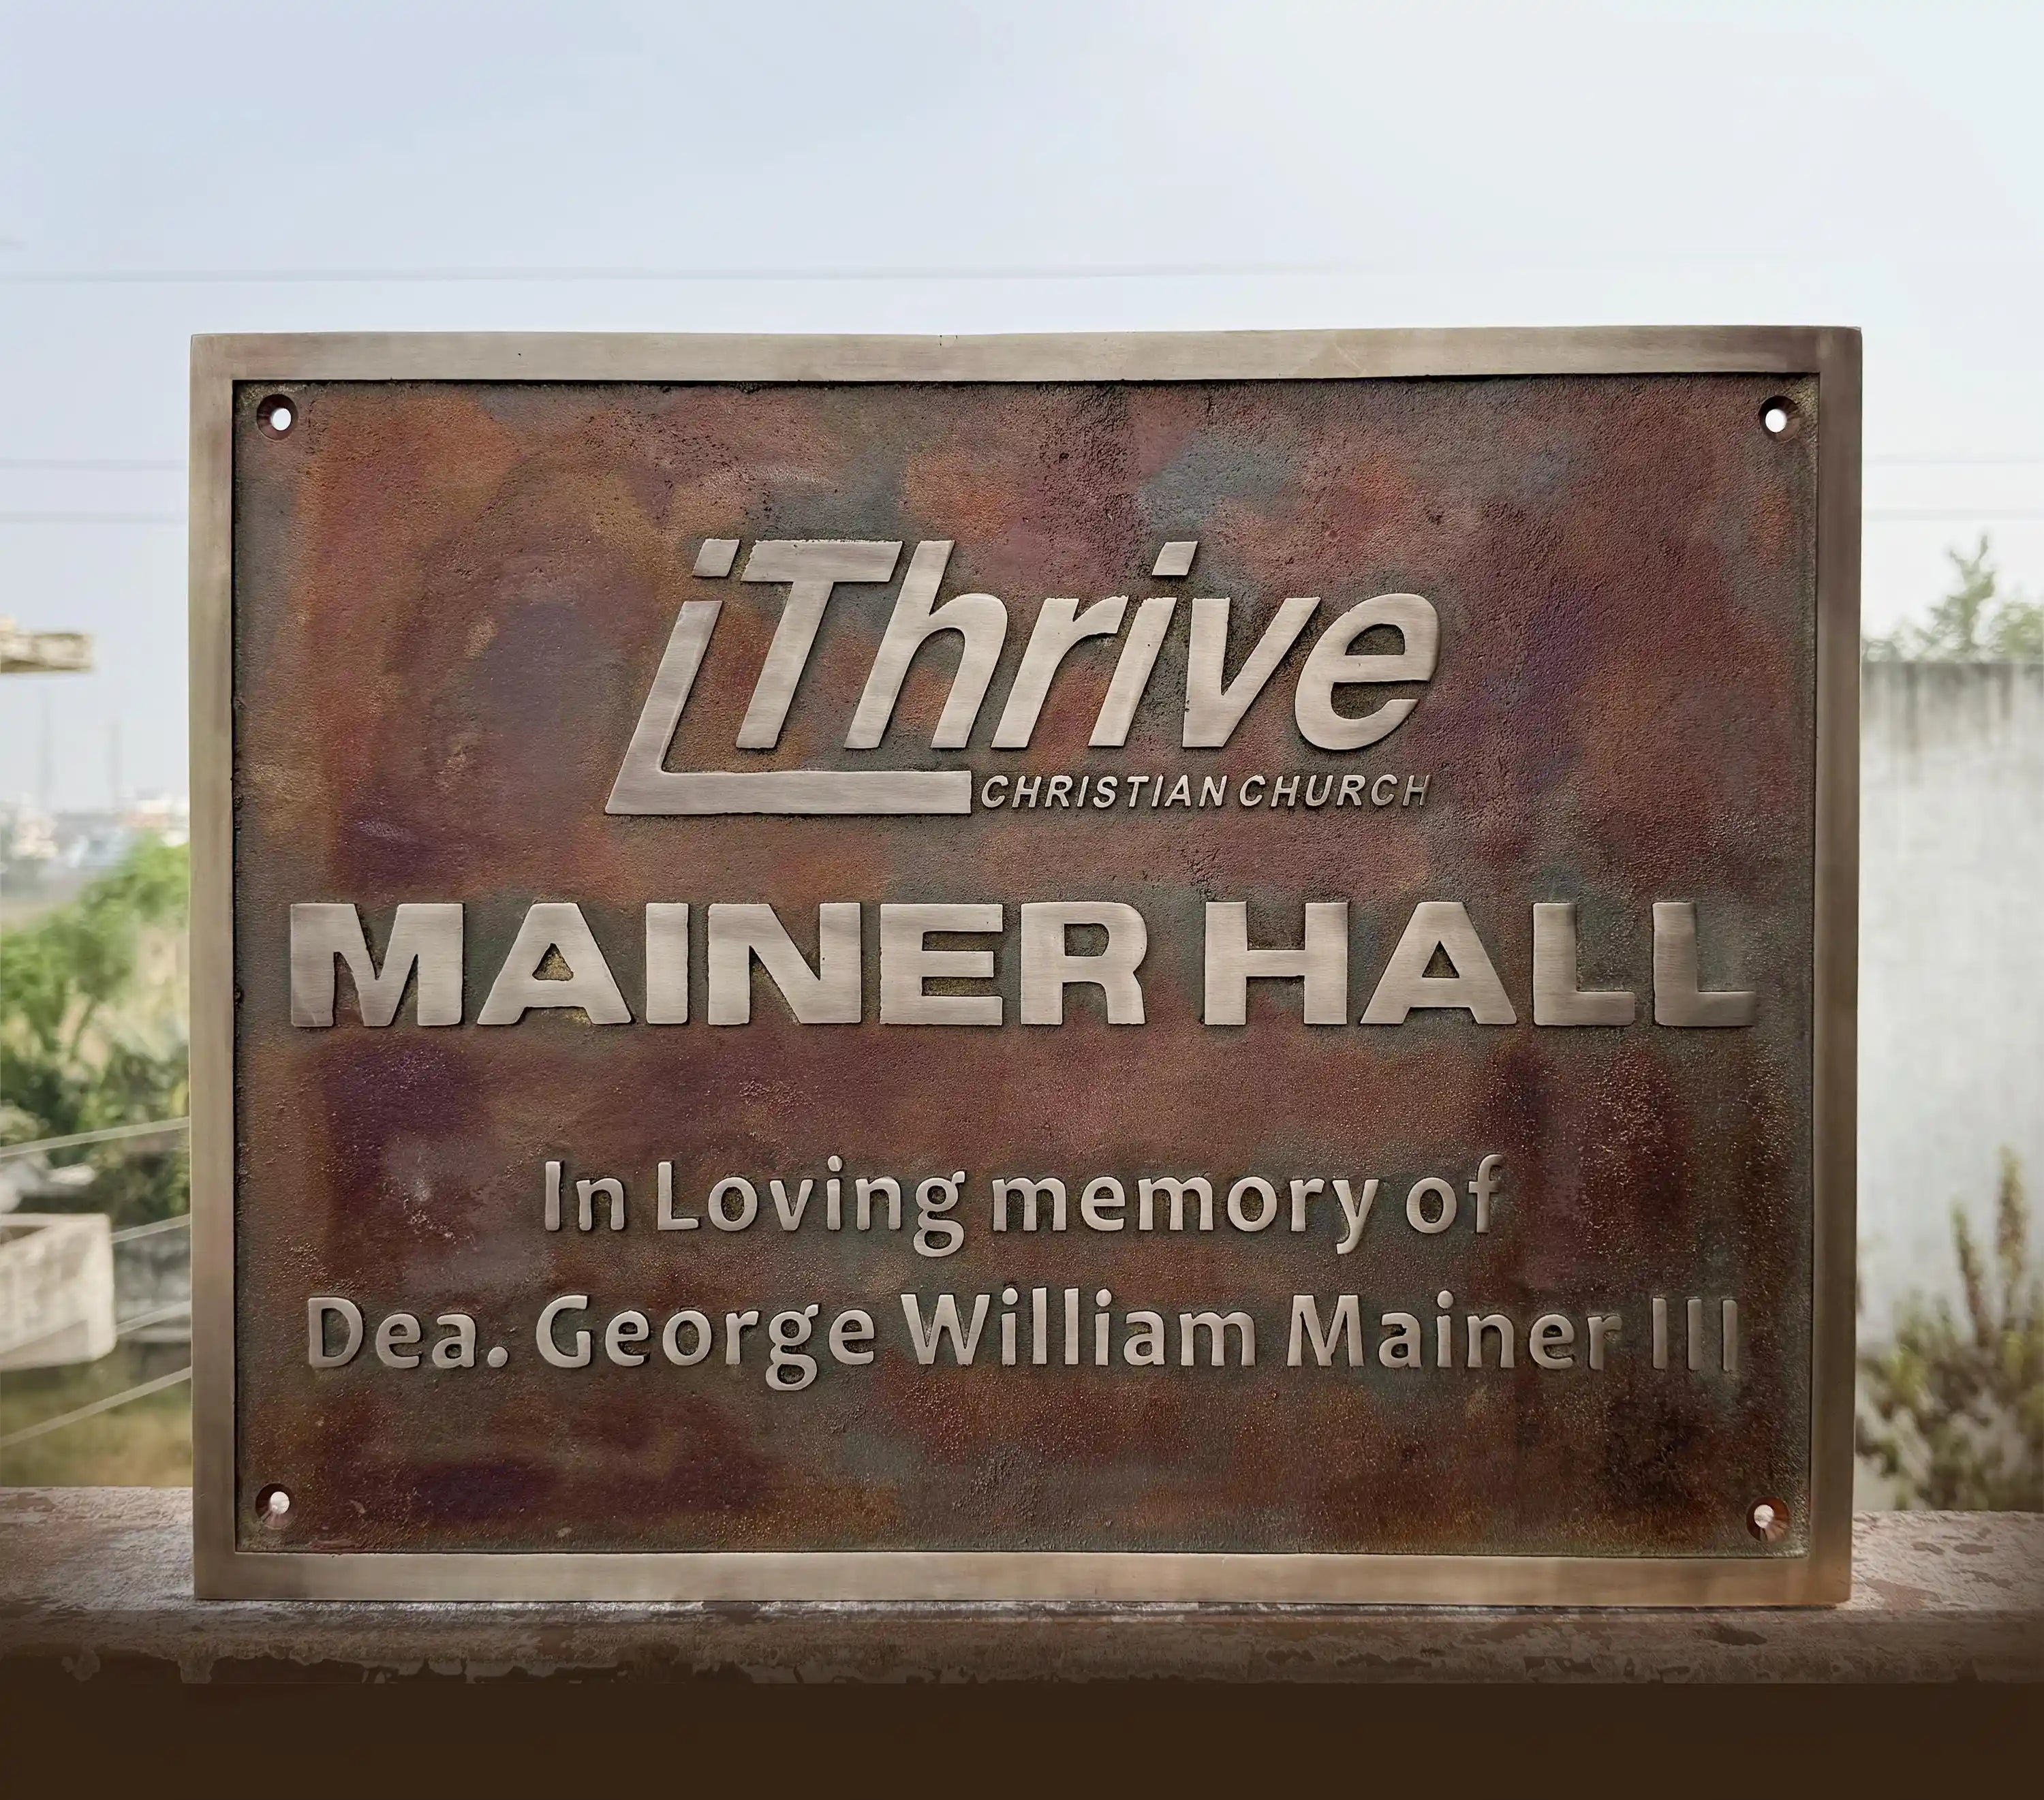 iThrive
CHRISTIAN CHURCH
MAINER HALL
In Loving memory of
Dea. George William Mainer III